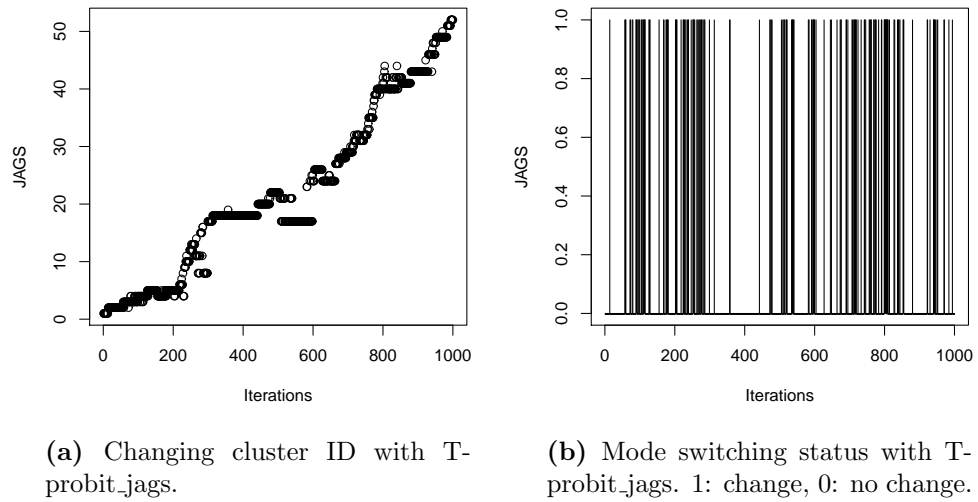 0 10 20 30 40 50
JAGS
0 200 400 600 800 1000
Iterations
0.0 0.2 0.4 0.6 0.8 1.0
JAGS
0 200 400 600 800 1000
Iterations
(a) Changing cluster ID with T-
probit_jags.
(b) Mode switching status with T-
probit_jags. 1: change, 0: no change.